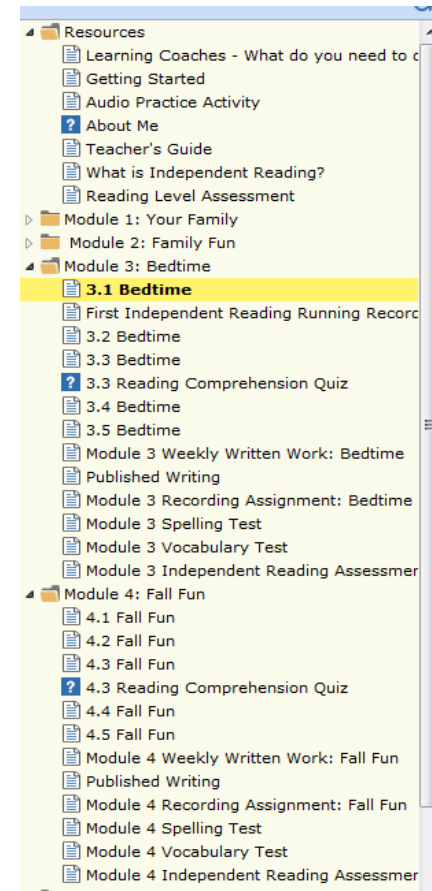 Resources
Learning Coaches - What do you need to
Getting Started
Audio Practice Activity
? About Me
Teacher's Guide
What is Independent Reading?
Reading Level Assessment
Module 1: Your Family
Module 2: Family Fun
Module 3: Bedtime
3.1 Bedtime
First Independent Reading Running Recorc
3.2 Bedtime
3.3 Bedtime
? 3.3 Reading Comprehension Quiz
3.4 Bedtime
3.5 Bedtime
Module 3 Weekly Written Work: Bedtime
Published Writing
Module 3 Recording Assignment: Bedtime
Module 3 Spelling Test
Module 3 Vocabulary Test
Module 3 Independent Reading Assessmer
Module 4: Fall Fun
4.1 Fall Fun
4.2 Fall Fun
4.3 Fall Fun
? 4.3 Reading Comprehension Quiz
4.4 Fall Fun
4.5 Fall Fun
Module 4 Weekly Written Work: Fall Fun
Published Writing
Module 4 Recording Assignment: Fall Fun
Module 4 Spelling Test
Module 4 Vocabulary Test
Module 4 Independent Reading Assessmer